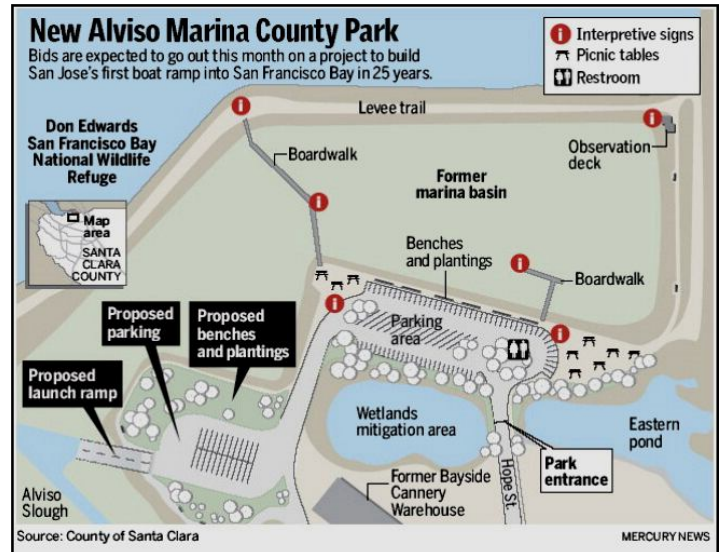 New Alviso Marina County Park
Bids are expected to go out this month on a project to build
San Jose's first boat ramp into San Francisco Bay in 25 years.
i Interpretive signs
Picnic tables
Restroom
i
Levee trail
i
Don Edwards
San Francisco Bay
National Wildlife
Refuge
Boardwalk
Observation
deck
Former
marina basin
i
Map
area
SANTA
CLARA
COUNTY
Benches
and plantings
i
Boardwalk
i
i
Parking
area
Proposed
parking
Proposed
benches
and plantings
Proposed
launch ramp
Wetlands
mitigation area
Eastern
pond
Park
entrance
Hope St.
Former Bayside
Cannery
Warehouse
Alviso
Slough
Source: County of Santa Clara
MERCURY NEWS